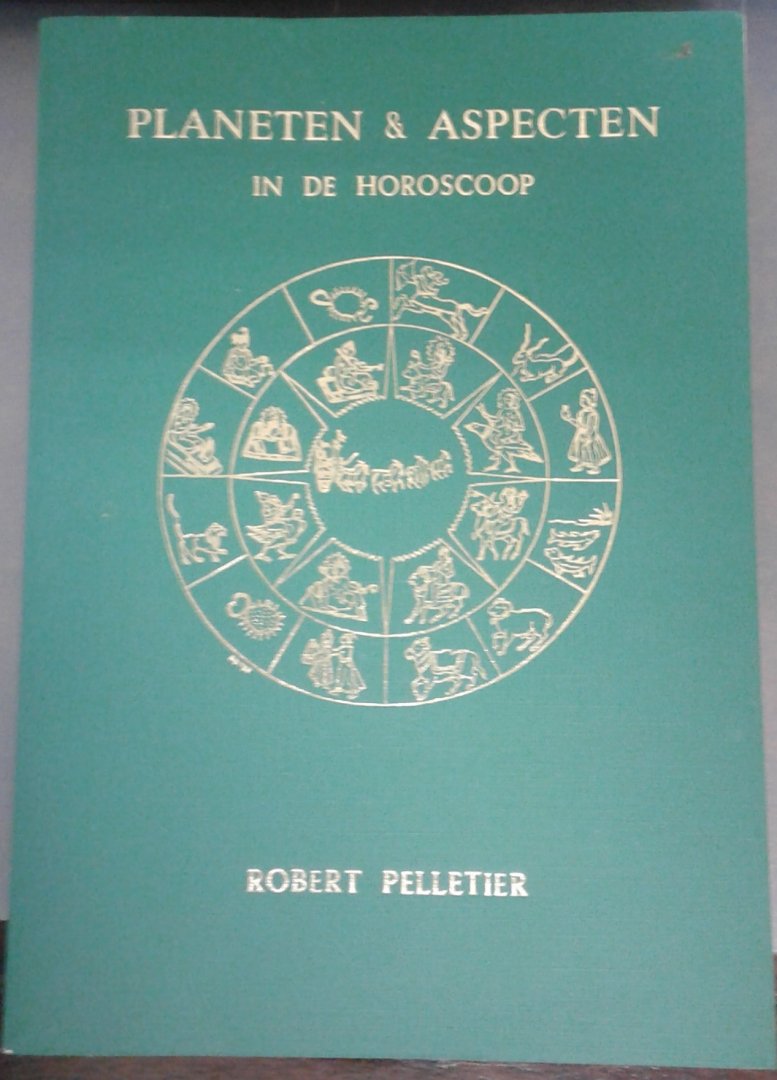 PLANETEN & ASPECTEN
IN DE HOROSCOOP
ROBERT PELLETIER